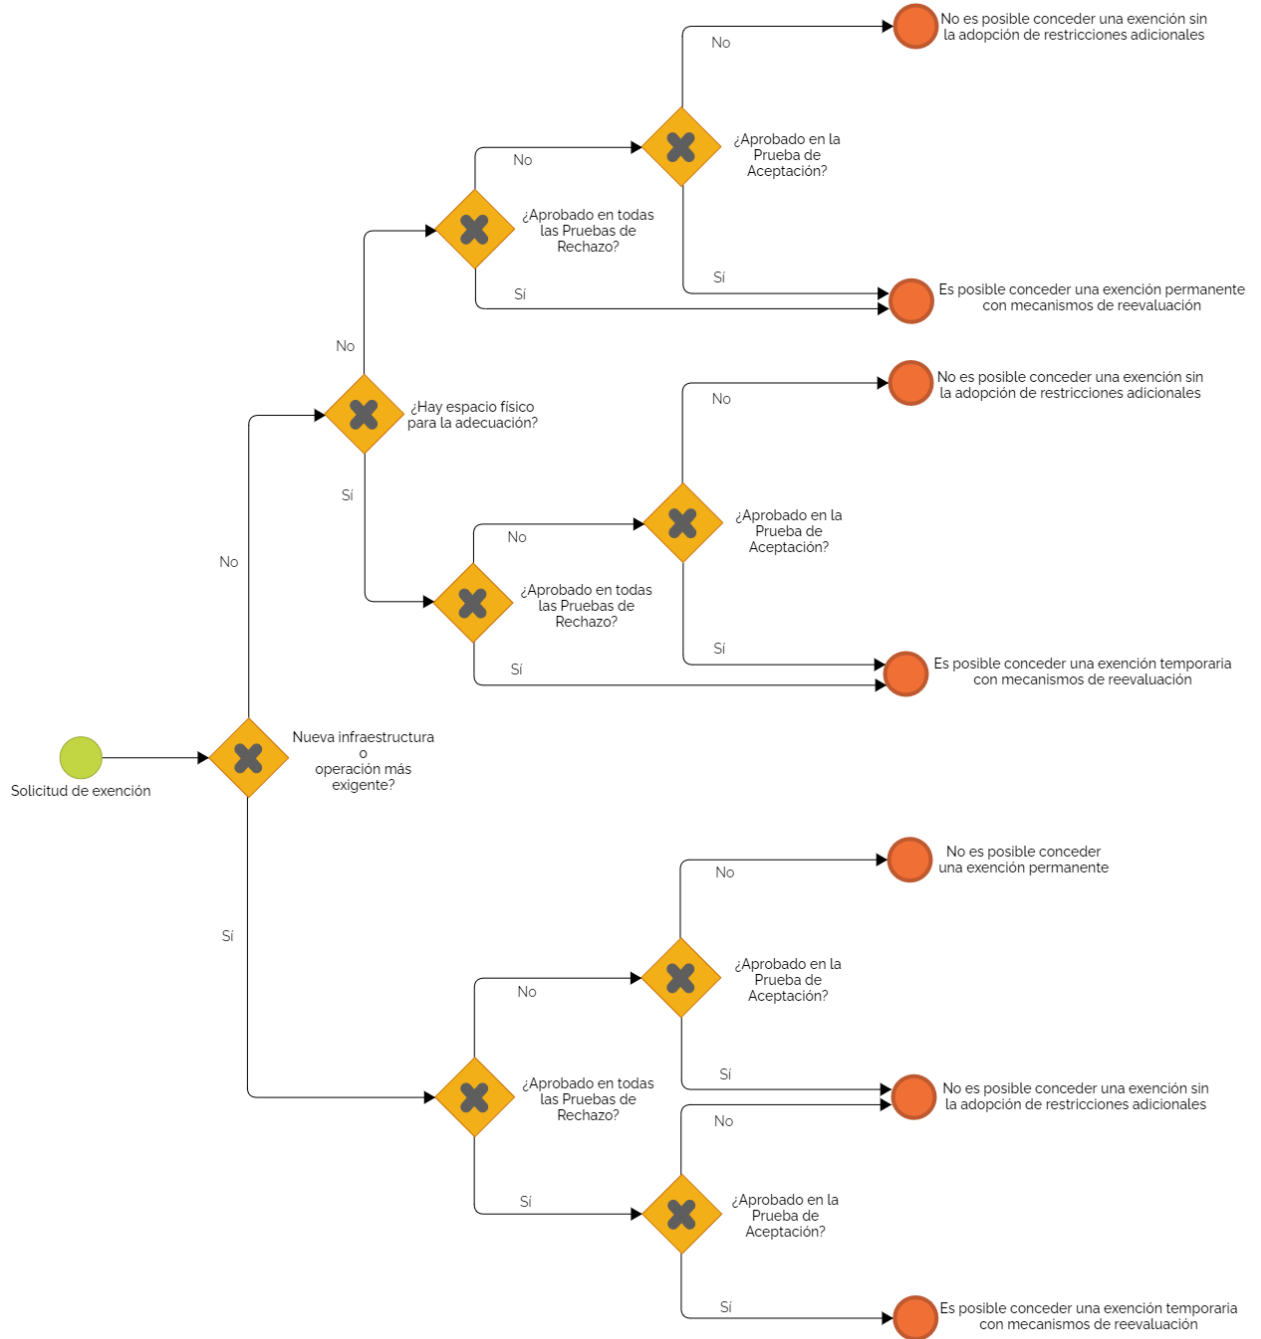 No es posible conceder una exención sin
la adopción de restricciones adicionales
No
¿Aprobado en la
Prueba de
Aceptación?
No
¿Aprobado en todas
las Pruebas de
Rechazo?
Sí
Sí
Es posible conceder una exención permanente
con mecanismos de reevaluación
No
No es posible conceder una exención sin
la adopción de restricciones adicionales
No
¿Hay espacio físico
para la adecuación?
Sí
¿Aprobado en la
Prueba de
Aceptación?
No
No
¿Aprobado en todas
las Pruebas de
Rechazo?
Sí
Sí
Es posible conceder una exención temporaria
con mecanismos de reevaluación
Nueva infraestructura
o
operación más
exigente?
Solicitud de exención
No es posible conceder
una exención permanente
No
Sí
¿Aprobado en la
Prueba de
Aceptación?
No
Sí
¿Aprobado en todas
las Pruebas de
Rechazo?
No es posible conceder una exención sin
la adopción de restricciones adicionales
No
Sí
¿Aprobado en la
Prueba de
Aceptación?
Sí
Es posible conceder una exención temporaria
con mecanismos de reevaluación